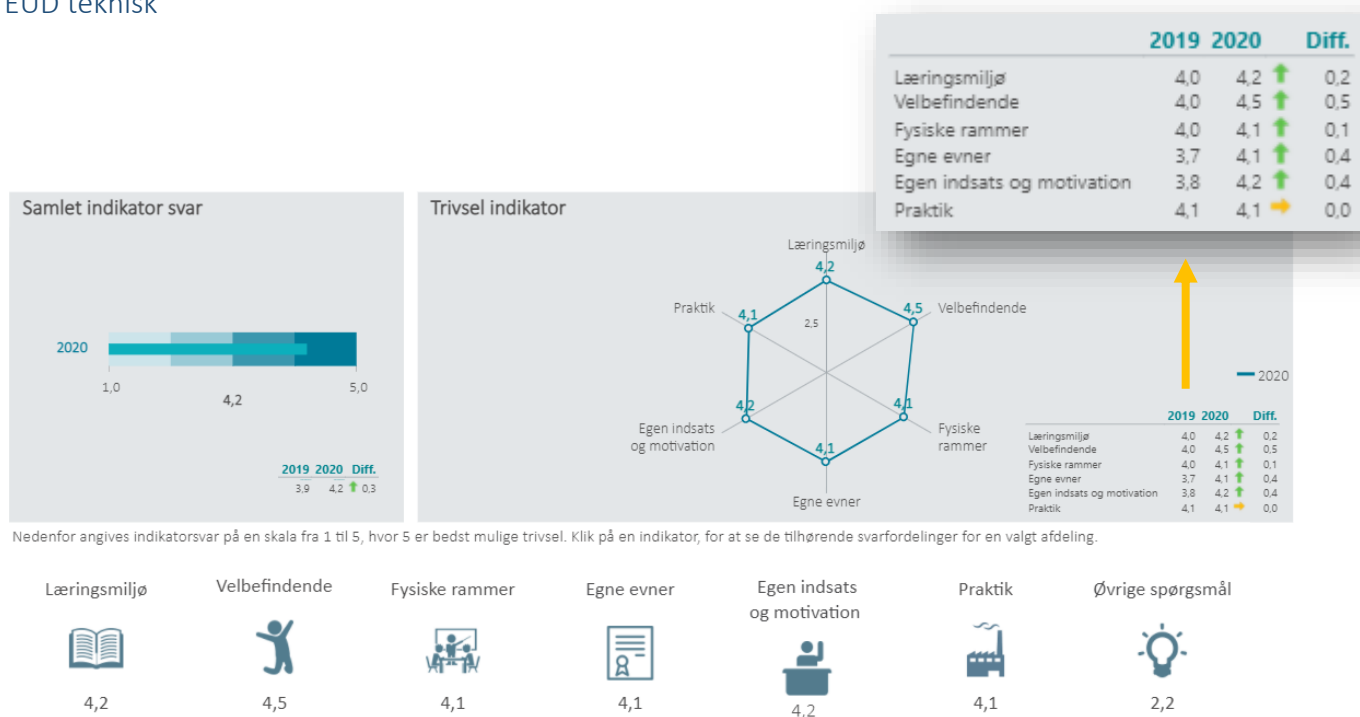 EUD teknisk
2019 2020 Diff.
Læringsmiljø 4,0 4,2 0,2
Velbefindende 4,0 4,5 0,5
Fysiske rammer 4,0 4,1 0,1
Egne evner 3,7 4,1 0,4
Egen indsats og motivation 3,8 4,2 0,4
Praktik 4,1 4,1 0,0
Samlet indikator svar
2020
1,0 5,0
4,2
2019 2020 Diff.
3,9 4,2 0,3
Trivsel indikator
Læringsmiljø
4,2
Praktik 4,1
2,5
4,5 Velbefindende
4,2
Egen indsats
og motivation
4,1
Fysiske
rammer
4,1
Egne evner
2020
2019 2020 Diff.
Læringsmiljø 4,0 4,2 0,2
Velbefindende 4,0 4,5 0,5
Fysiske rammer 4,0 4,1 0,1
Egne evner 3,7 4,1 0,4
Egen indsats og motivation 3,8 4,2 0,4
Praktik 4,1 4,1 0,0
Nedenfor angives indikatorsvar på en skala fra 1 til 5, hvor 5 er bedst mulige trivsel. Klik på en indikator, for at se de tilhørende svarfordelinger for en valgt afdeling.
Læringsmiljø
4,2
Velbefindende
4,5
Fysiske rammer
4,1
Egne evner
4,1
Egen indsats
og motivation
4.2
Praktik
4,1
Øvrige spørgsmål
2,2